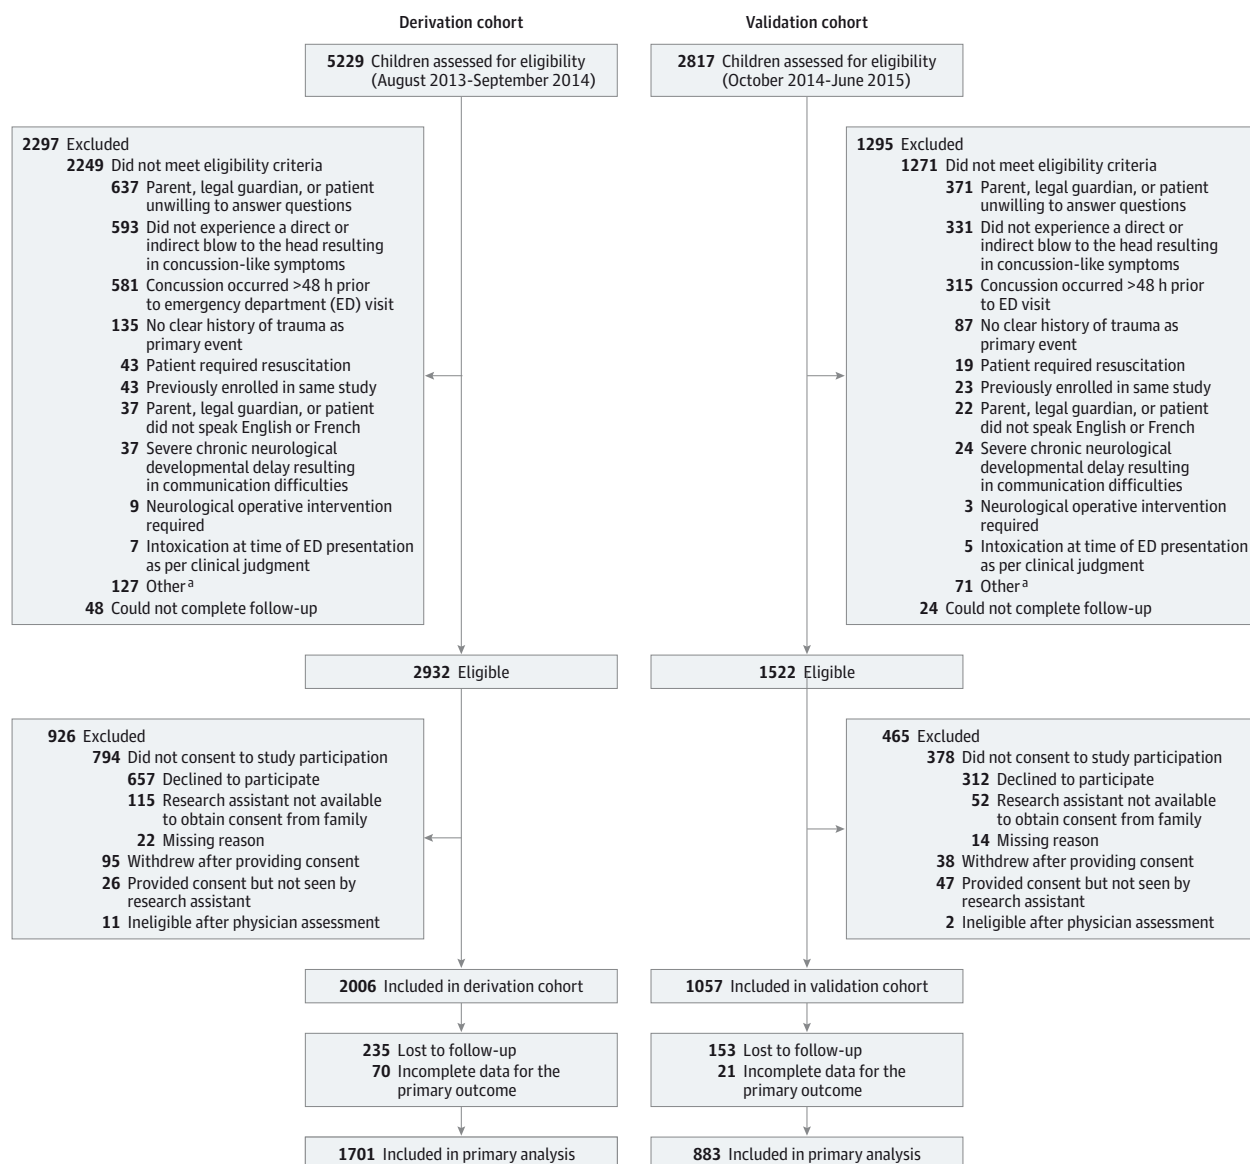 Derivation cohort
5229 Children assessed for eligibility
(August 2013-September 2014)
2297 Excluded
2249 Did not meet eligibility criteria
637 Parent, legal guardian, or patient
unwilling to answer questions
593 Did not experience a direct or
indirect blow to the head resulting
in concussion-like symptoms
581 Concussion occurred >48 h prior
to emergency department (ED) visit
135 No clear history of trauma as
primary event
43 Patient required resuscitation
43 Previously enrolled in same study
37 Parent, legal guardian, or patient
did not speak English or French
37 Severe chronic neurological
developmental delay resulting
in communication difficulties
9 Neurological operative intervention
required
7 Intoxication at time of ED presentation
as per clinical judgment
127 Other a
48 Could not complete follow-up
2932 Eligible
926 Excluded
794 Did not consent to study participation
657 Declined to participate
115 Research assistant not available
to obtain consent from family
22 Missing reason
95 Withdrew after providing consent
26 Provided consent but not seen by
research assistant
11 Ineligible after physician assessment
2006 Included in derivation cohort
235 Lost to follow-up
70 Incomplete data for the
primary outcome
1701 Included in primary analysis
Validation cohort
2817 Children assessed for eligibility
(October 2014-June 2015)
1295 Excluded
1271 Did not meet eligibility criteria
371 Parent, legal guardian, or patient
unwilling to answer questions
331 Did not experience a direct or
indirect blow to the head resulting
in concussion-like symptoms
315 Concussion occurred >48 h prior
to ED visit
87 No clear history of trauma as
primary event
19 Patient required resuscitation
23 Previously enrolled in same study
22 Parent, legal guardian, or patient
did not speak English or French
24 Severe chronic neurological
developmental delay resulting
in communication difficulties
3 Neurological operative intervention
required
5 Intoxication at time of ED presentation
as per clinical judgment
71 Other a
24 Could not complete follow-up
1522 Eligible
465 Excluded
378 Did not consent to study participation
312 Declined to participate
52 Research assistant not available
to obtain consent from family
14 Missing reason
38 Withdrew after providing consent
47 Provided consent but not seen by
research assistant
2 Ineligible after physician assessment
1057 Included in validation cohort
153 Lost to follow-up
21 Incomplete data for the
primary outcome
883 Included in primary analysis